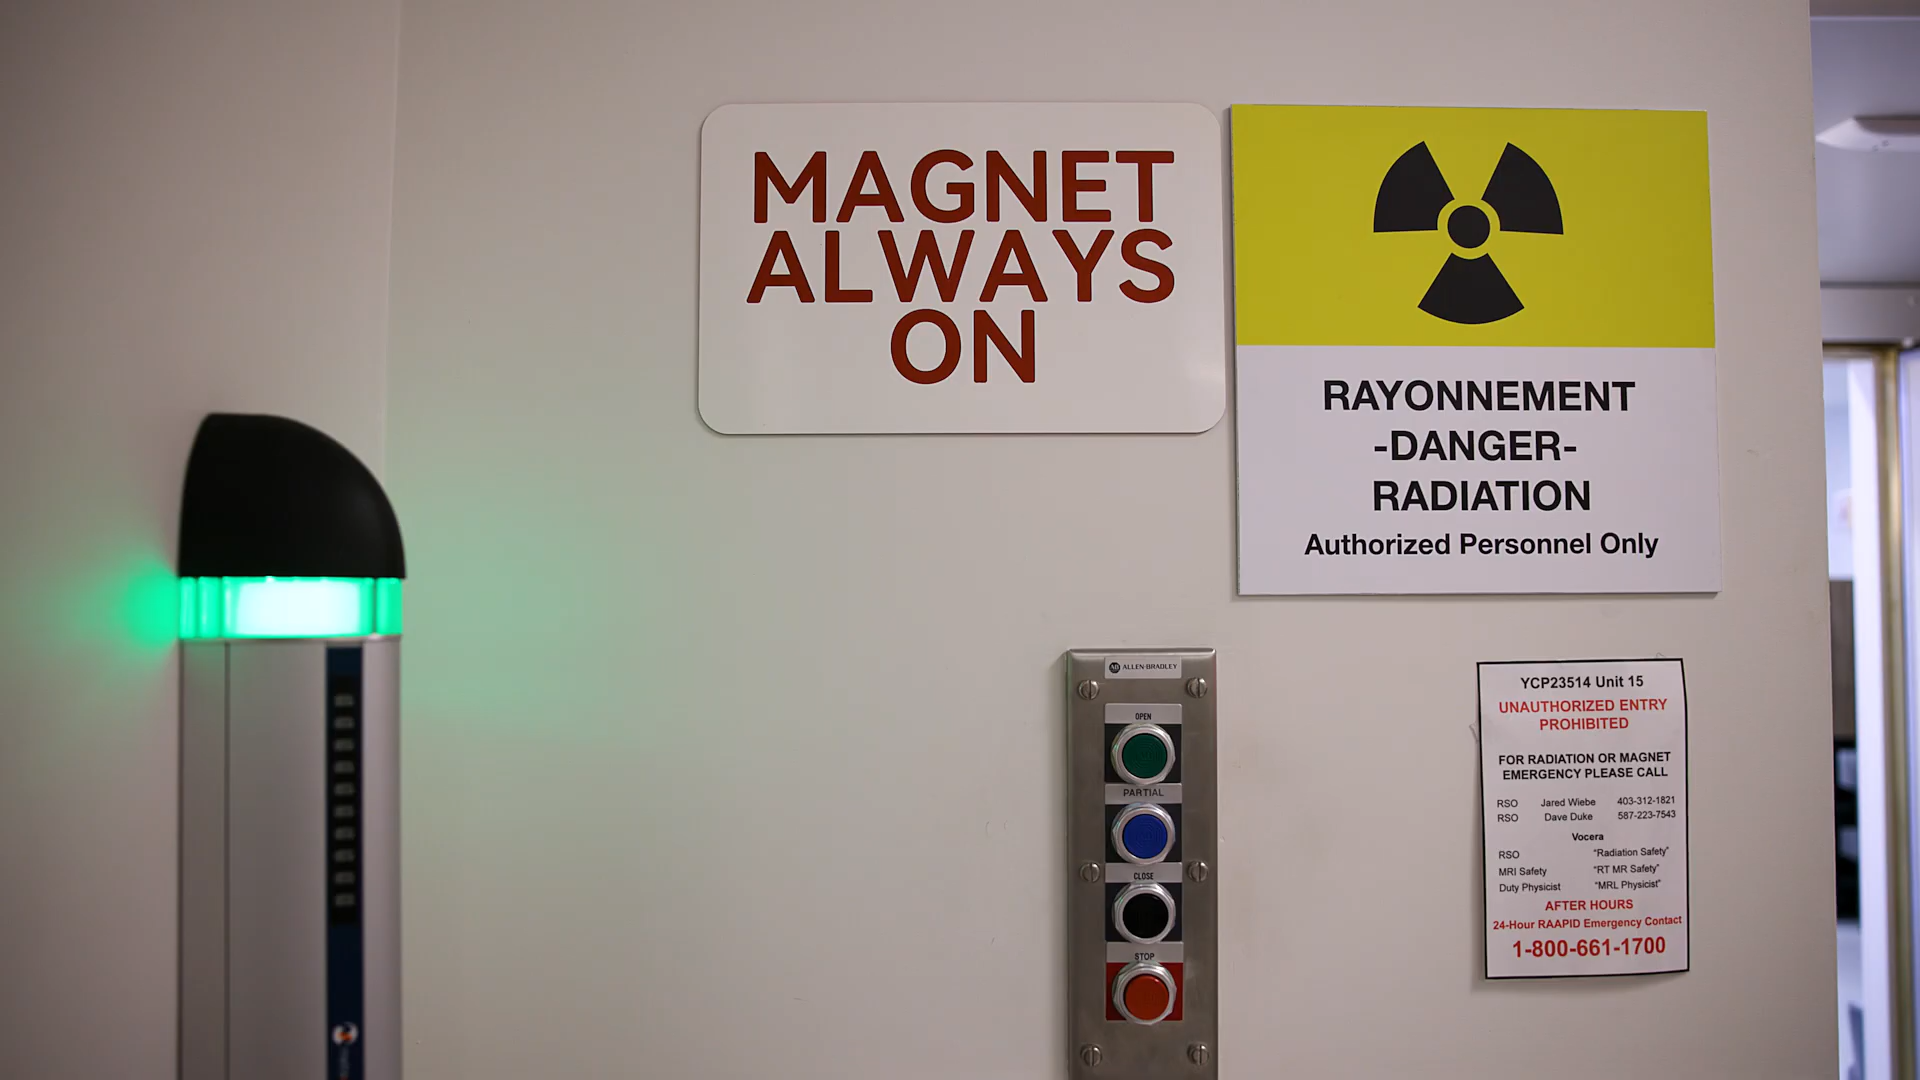 MAGNET
ALWAYS
ON
RAYONNEMENT
-DANGER-
RADIATION
Authorized Personnel Only
AB ALLEN-BRADLEY
OPEN
PARTIAL
CLOSE
STOP
YCP23514 Unit 15
UNAUTHORIZED ENTRY
PROHIBITED
FOR RADIATION OR MAGNET
EMERGENCY PLEASE CALL
RSO Jared Wiebe 403-312-1821
RSO Dave Duke 587-223-7543
Vocera
RSO "Radiation Safety"
MRI Safety "RT MR Safety"
Duty Physicist "MRL Physicist"
AFTER HOURS
24-Hour RAAPID Emergency Contact
1-800-661-1700